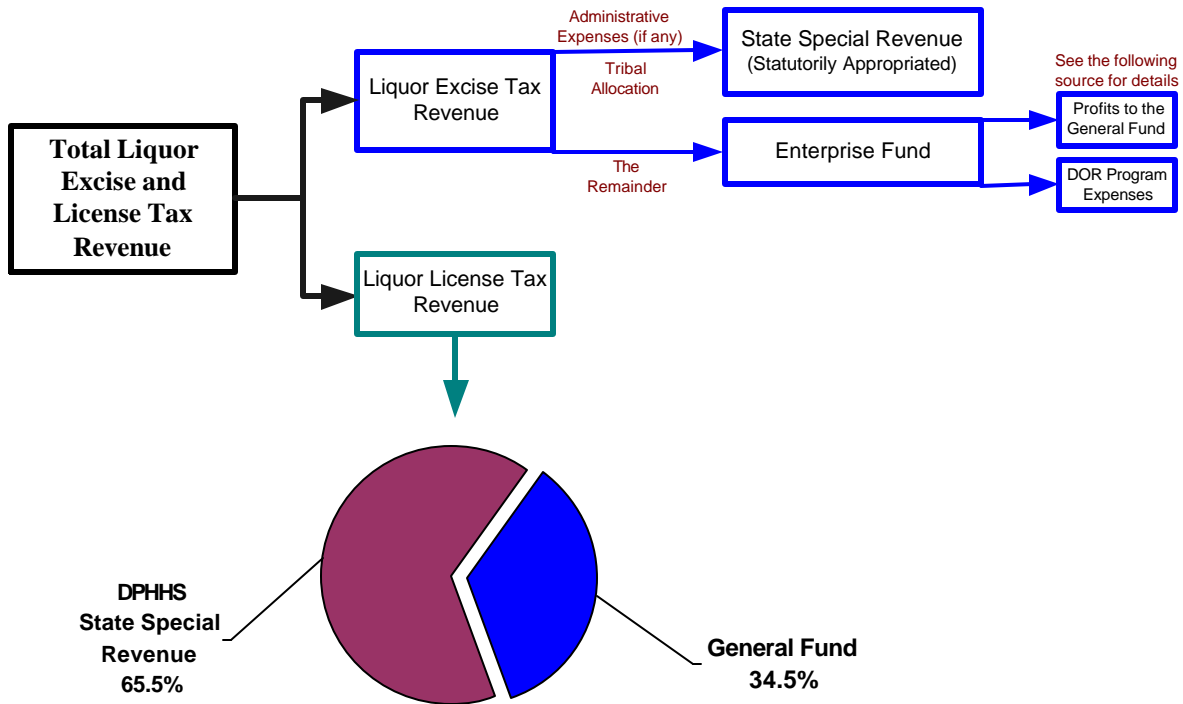 Administrative
Expenses (if any)
Tribal
Allocation
State Special Revenue
(Statutorily Appropriated)
See the following
source for details
Liquor Excise Tax
Revenue
Profits to the
General Fund
Total Liquor
Excise and
License Tax
Revenue
Enterprise Fund
The
Remainder
DOR Program
Expenses
Liquor License Tax
Revenue
DPHHS
State Special
Revenue
65.5%
General Fund
34.5%